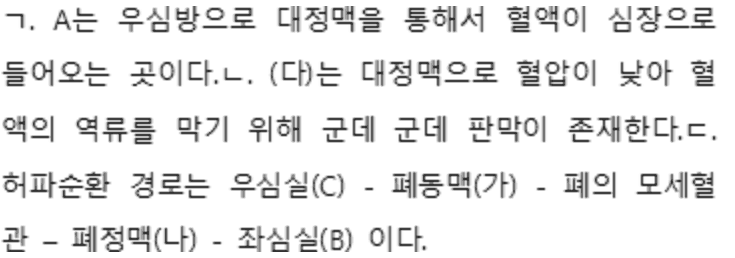 ㄱ. A는 우심방으로 대정맥을 통해서 혈액이 심장으로
들어오는 곳이다.ㄴ. (다)는 대정맥으로 혈압이 낮아 혈
액의 역류를 막기 위해 군데 군데 판막이 존재한다.ㄷ.
허파순환 경로는 우심실(C) - 폐동맥(가) - 폐의 모세혈
관 – 폐정맥(나) - 좌심실(B) 이다.